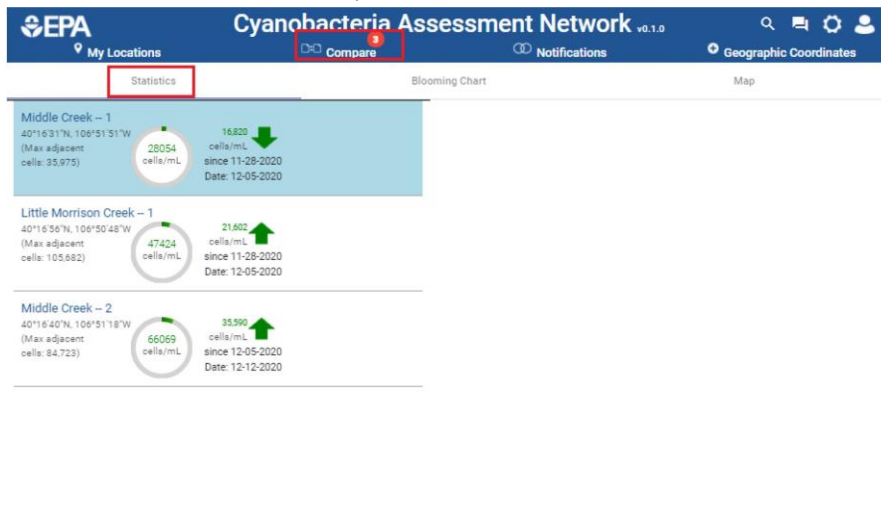 EPA
Cyanobacteria Assessment Network v0.1.0
My Locations
3
Compare
Notifications
Geographic Coordinates
Statistics
Blooming Chart
Map
Middle Creek -- 1
40°16'31"N, 106°51'51"W
(Max adjacent
cells: 35,975)
28054
cells/mL
16,820
cells/mL
since 11-28-2020
Date: 12-05-2020
Little Morrison Creek -- 1
40°16'56"N, 106°50'48"W
(Max adjacent
cells: 105,682)
47424
cells/mL
21,602
cells/mL
since 11-28-2020
Date: 12-05-2020
Middle Creek -- 2
40°16'40"N, 106°51'18"W
(Max adjacent
cells: 84,723)
66069
cells/mL
35,590
cells/mL
since 12-05-2020
Date: 12-12-2020